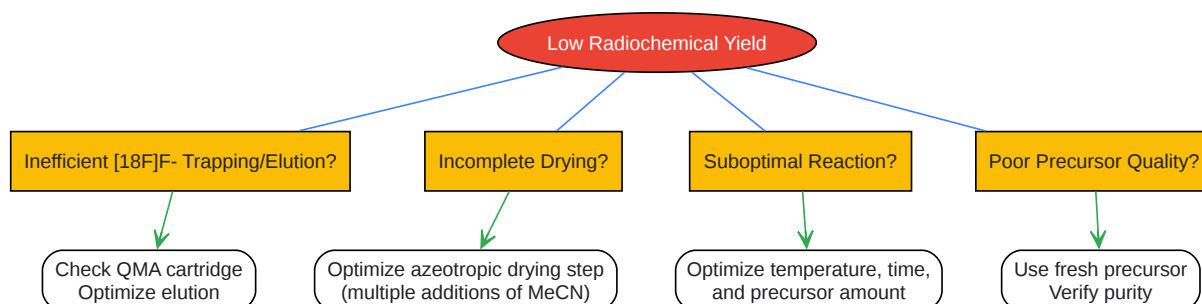 Low Radiochemical Yield
Inefficient [18F]F- Trapping/Elution?
Incomplete Drying?
Suboptimal Reaction?
Poor Precursor Quality?
Check QMA cartridge
Optimize elution
Optimize azeotropic drying step
(multiple additions of MeCN)
Optimize temperature, time,
and precursor amount
Use fresh precursor
Verify purity